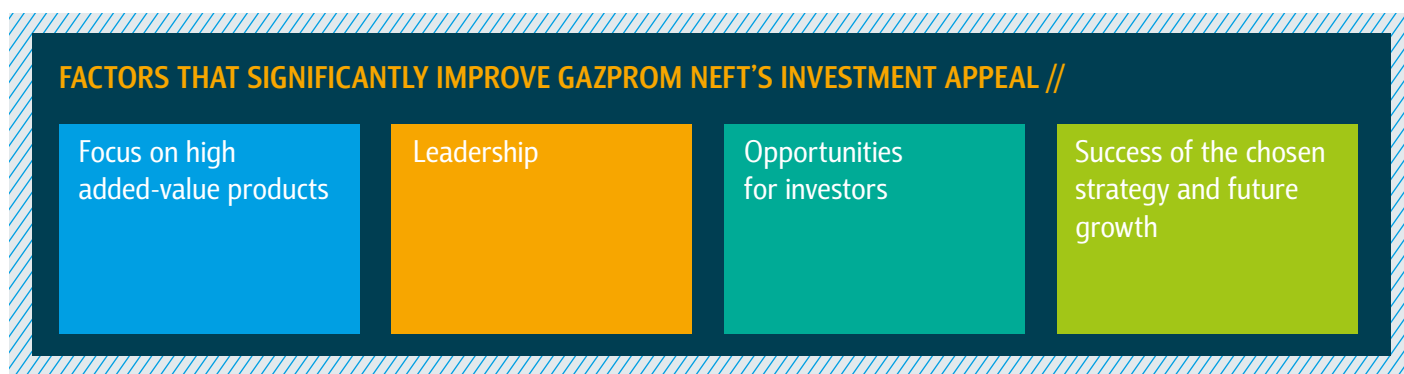 FACTORS THAT SIGNIFICANTLY IMPROVE GAZPROM NEFT’S INVESTMENT APPEAL //
Focus on high
added-value products
Leadership
Opportunities
for investors
Success of the chosen
strategy and future
growth